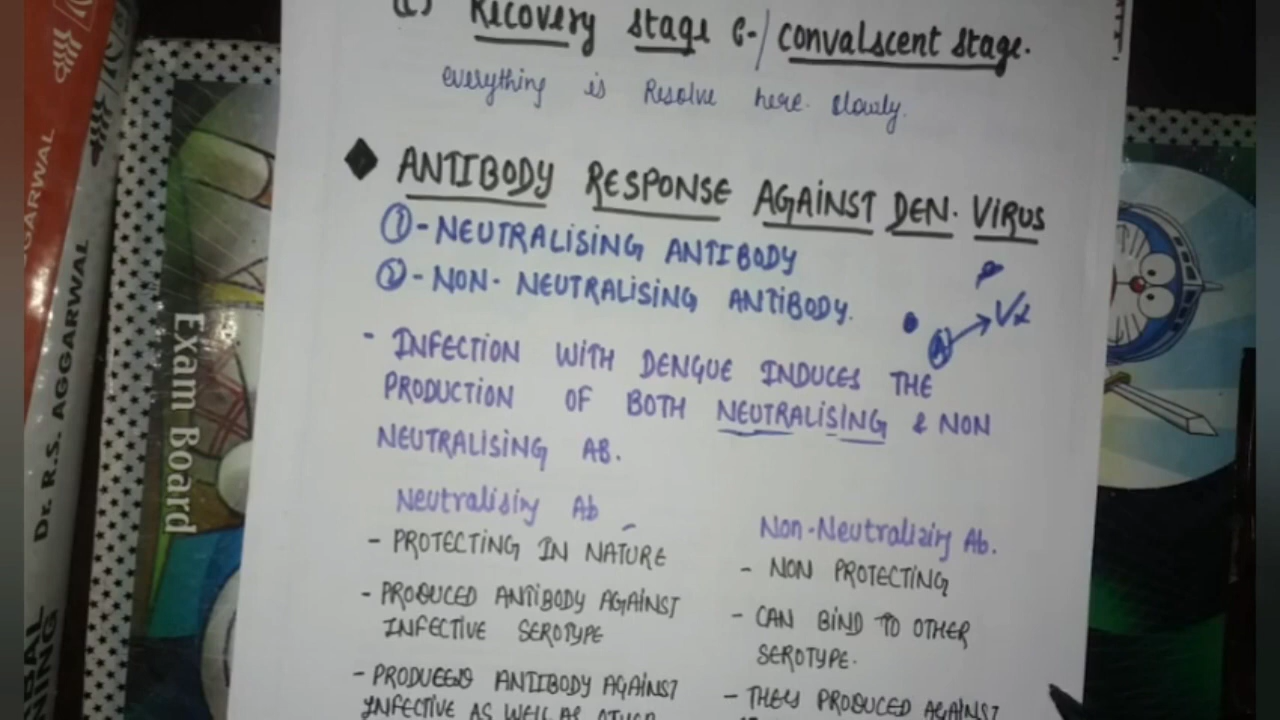 Recovery stage :-/ convalscent stage.
everything is Resolve here. slowly.
ANTIBODY RESPONSE AGAINST DEN. VIRUS
① - NEUTRALISING ANTIBODY
② - NON- NEUTRALISING ANTIBODY.
- INFECTION WITH DENGUE INDUCES THE
PRODUCTION OF BOTH NEUTRALISING & NON
NEUTRALISING AB.
Neutralising Ab
- PROTECTING IN NATURE
- PRODUCED ANTIBODY AGAINST
INFECTIVE SEROTYPE
- PRODUCED ANTIBODY AGAINST
INFECTIVE AS WELL AS OTHER
Non-Neutralizing Ab.
- NON PROTECTING
- CAN BIND TO OTHER
SEROTYPE.
- THEY PRODUCED AGAINST
Exam Board
GARWAL
Dr. R.S. AGGARWAL